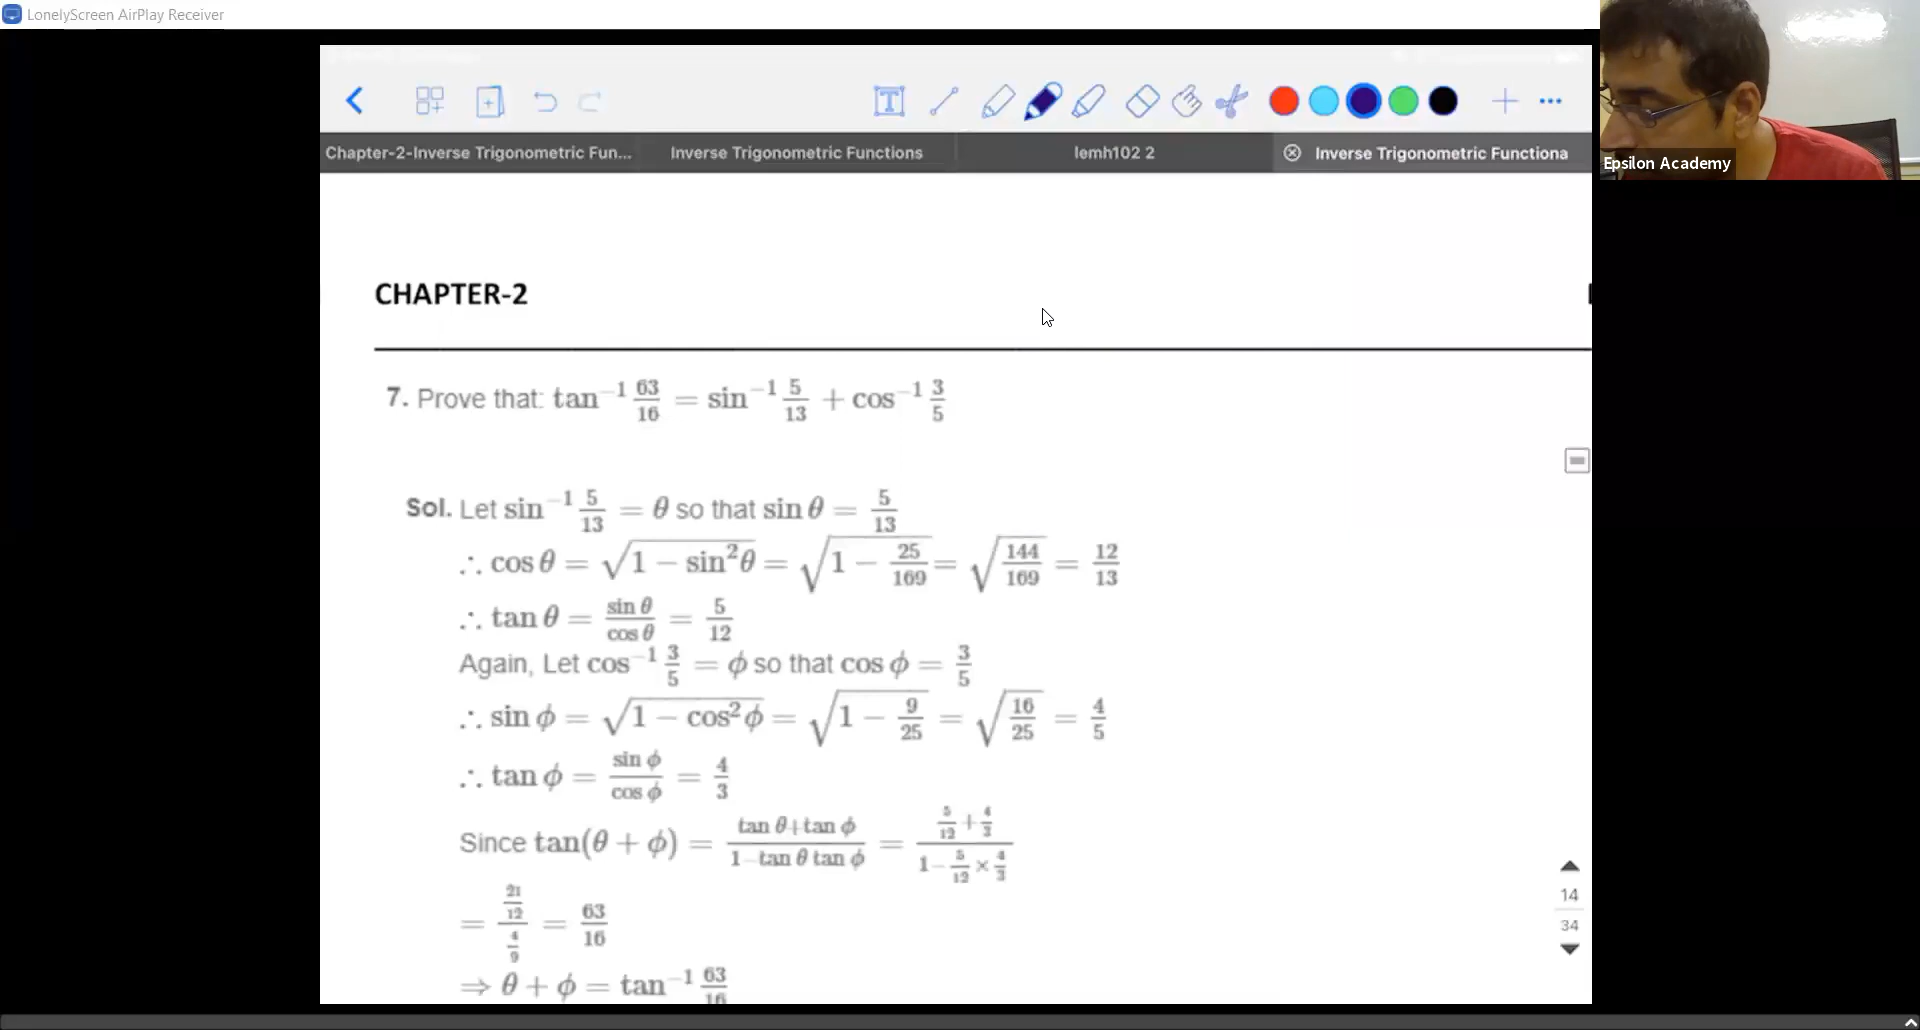 LonelyScreen AirPlay Receiver
Chapter-2-Inverse Trigonometric Fun... Inverse Trigonometric Functions lemh102 2 Inverse Trigonometric Functiona
Epsilon Academy
CHAPTER-2
7. Prove that: tan⁻¹ 63/16 = sin⁻¹ 5/13 + cos⁻¹ 3/5
Sol. Let sin⁻¹ 5/13 = θ so that sin θ = 5/13
∴ cos θ = √(1 − sin²θ) = √(1 − 25/169) = √(144/169) = 12/13
∴ tan θ = sin θ/cos θ = 5/12
Again, Let cos⁻¹ 3/5 = ϕ so that cos ϕ = 3/5
∴ sin ϕ = √(1 − cos²ϕ) = √(1 − 9/25) = √(16/25) = 4/5
∴ tan ϕ = sin ϕ/cos ϕ = 4/3
Since tan(θ + ϕ) = (tan θ+tan ϕ)/(1−tan θ tan ϕ) = (5/12 + 4/3)/(1− 5/12 × 4/3)
= (21/12)/(4/9) = 63/16
⇒ θ + ϕ = tan⁻¹ 63/16
14
34